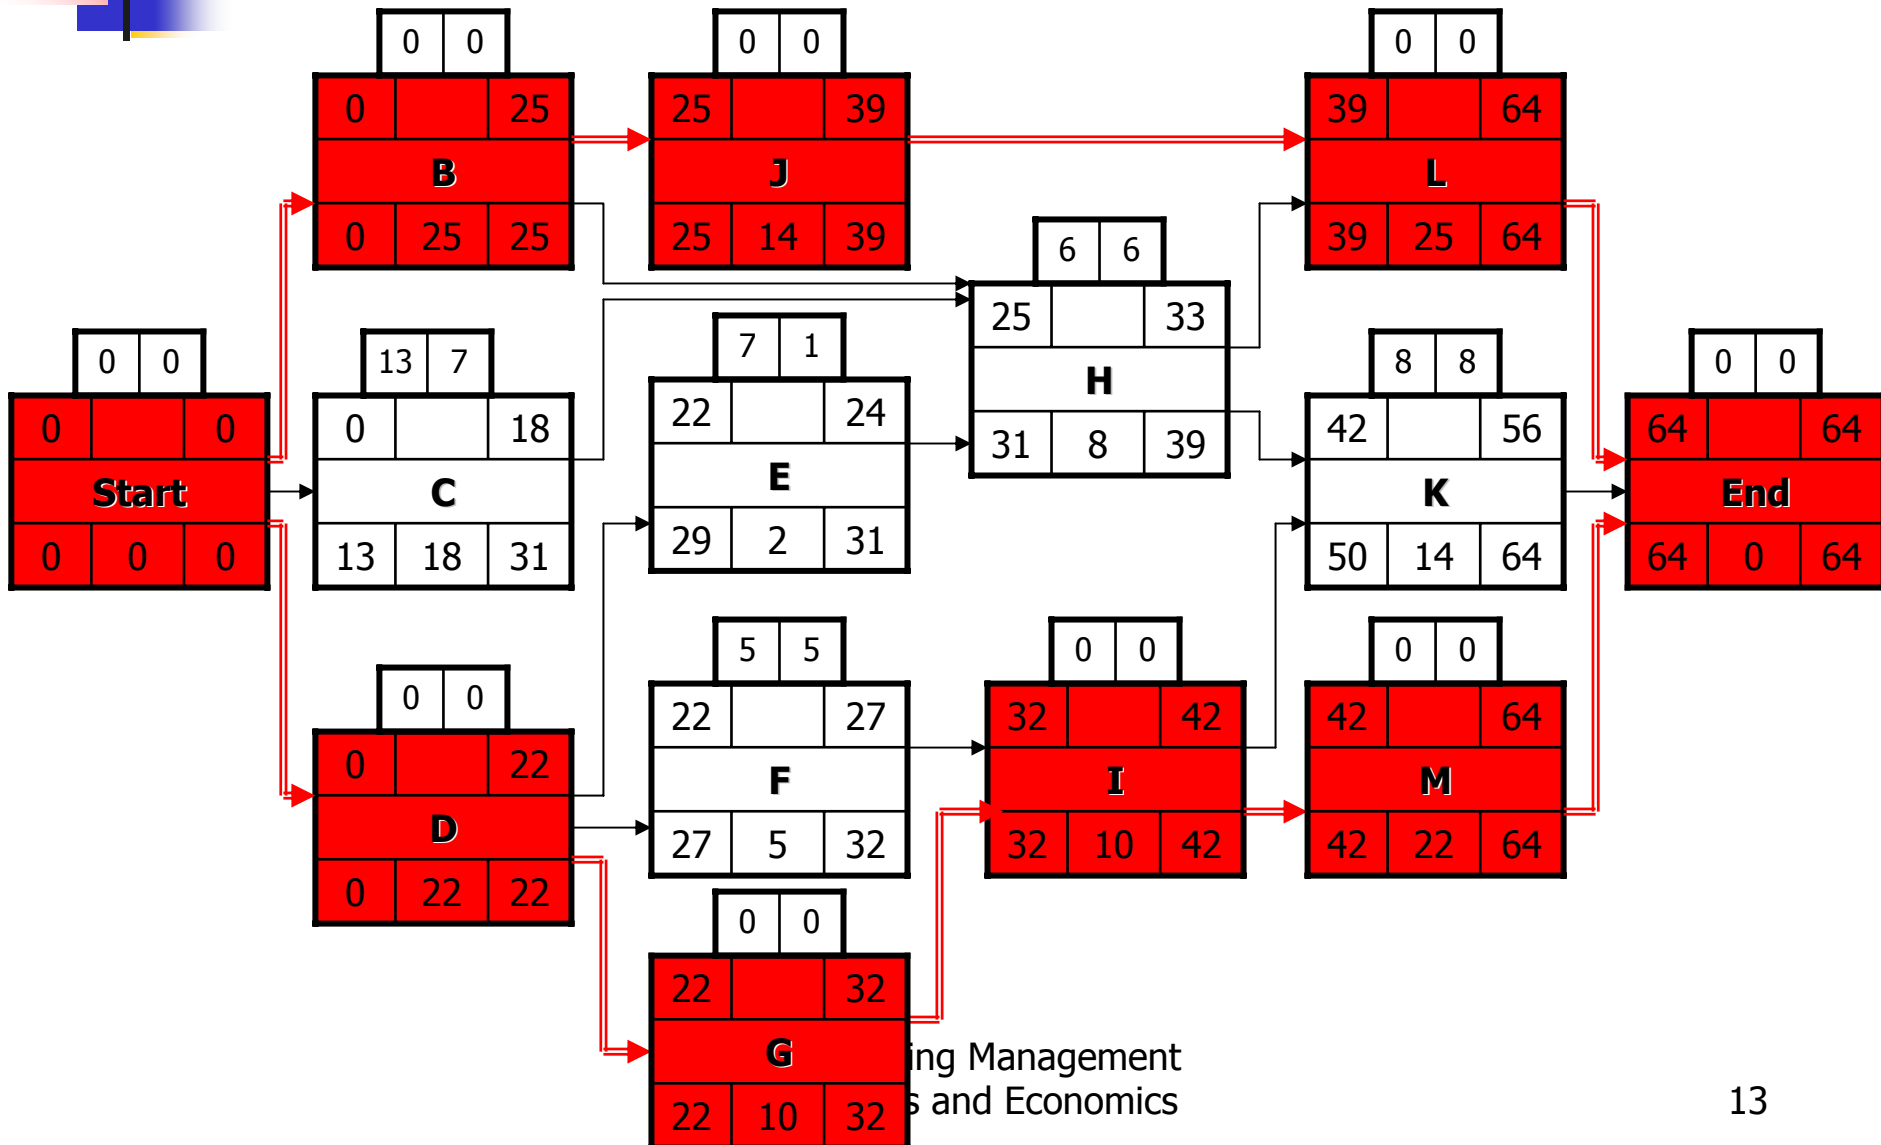 0 0
0 25
B
0 25 25
0 0
25 39
J
25 14 39
0 0
39 64
L
39 25 64
6 6
25 33
H
31 8 39
0 0
0 0
Start
0 0 0
13 7
0 18
C
13 18 31
7 1
22 24
E
29 2 31
8 8
42 56
K
50 14 64
0 0
64 64
End
64 0 64
0 0
0 22
D
0 22 22
5 5
22 27
F
27 5 32
0 0
32 42
I
32 10 42
0 0
42 64
M
42 22 64
0 0
22 32
G
22 10 32
ing Management
s and Economics
13